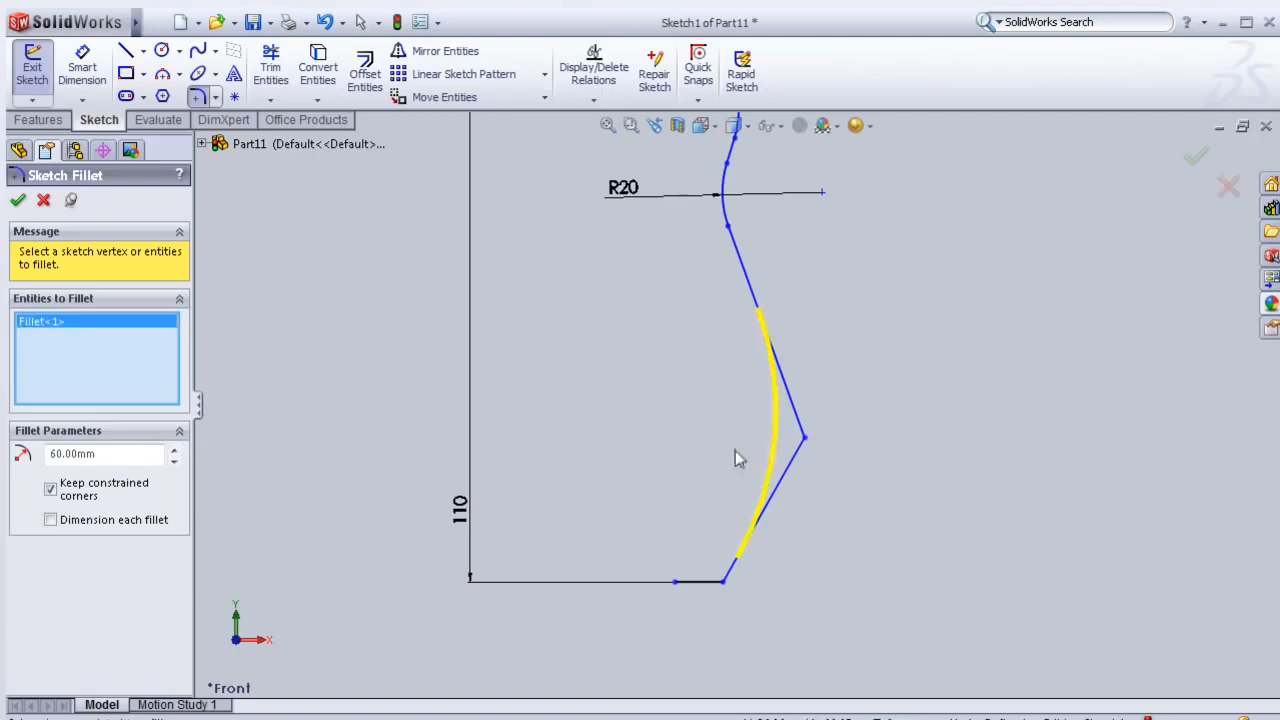 SolidWorks
Sketch1 of Part11 *
SolidWorks Search
Exit Sketch
Smart Dimension
Trim Entities
Convert Entities
Offset Entities
Mirror Entities
Linear Sketch Pattern
Move Entities
Display/Delete Relations
Repair Sketch
Quick Snaps
Rapid Sketch
Features
Sketch
Evaluate
DimXpert
Office Products
Part11 (Default<<Default>...
Sketch Fillet
?
Message
Select a sketch vertex or entities
to fillet.
Entities to Fillet
Fillet<1>
Fillet Parameters
60.00mm
Keep constrained
corners
Dimension each fillet
R20
110
Y
X
*Front
Model
Motion Study 1